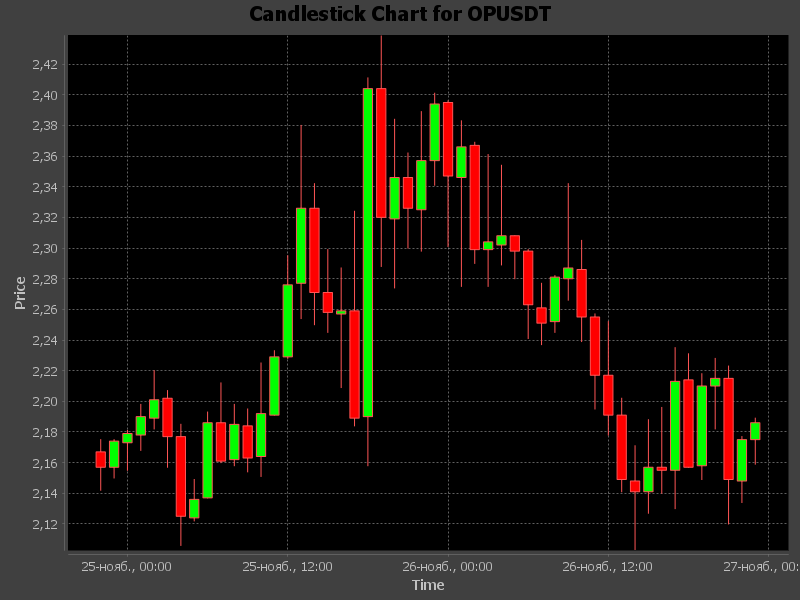 Candlestick Chart for OPUSDT
Price
2,42
2,40
2,38
2,36
2,34
2,32
2,30
2,28
2,26
2,24
2,22
2,20
2,18
2,16
2,14
2,12
25-нояб., 00:00
25-нояб., 12:00
26-нояб., 00:00
26-нояб., 12:00
27-нояб., 00:
Time